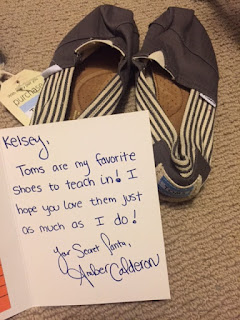 purchase
Kelsey,
Toms are my favorite
shoes to teach in! I
hope you love them just
as much as I do!
Your Secret Santa,
Amber Calderon